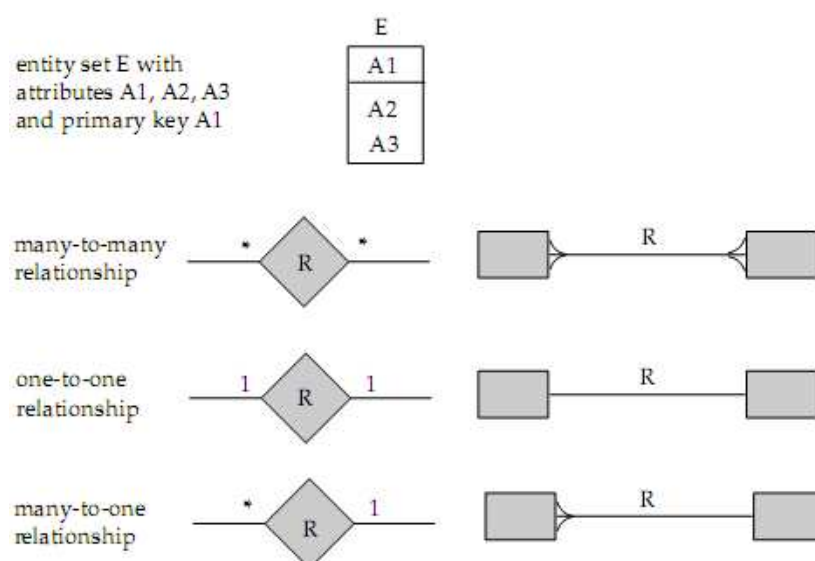 E
entity set E with
attributes A1, A2, A3
and primary key A1
A1
A2
A3
many-to-many
relationship
* R *
R
one-to-one
relationship
1 R 1
R
many-to-one
relationship
* R 1
R